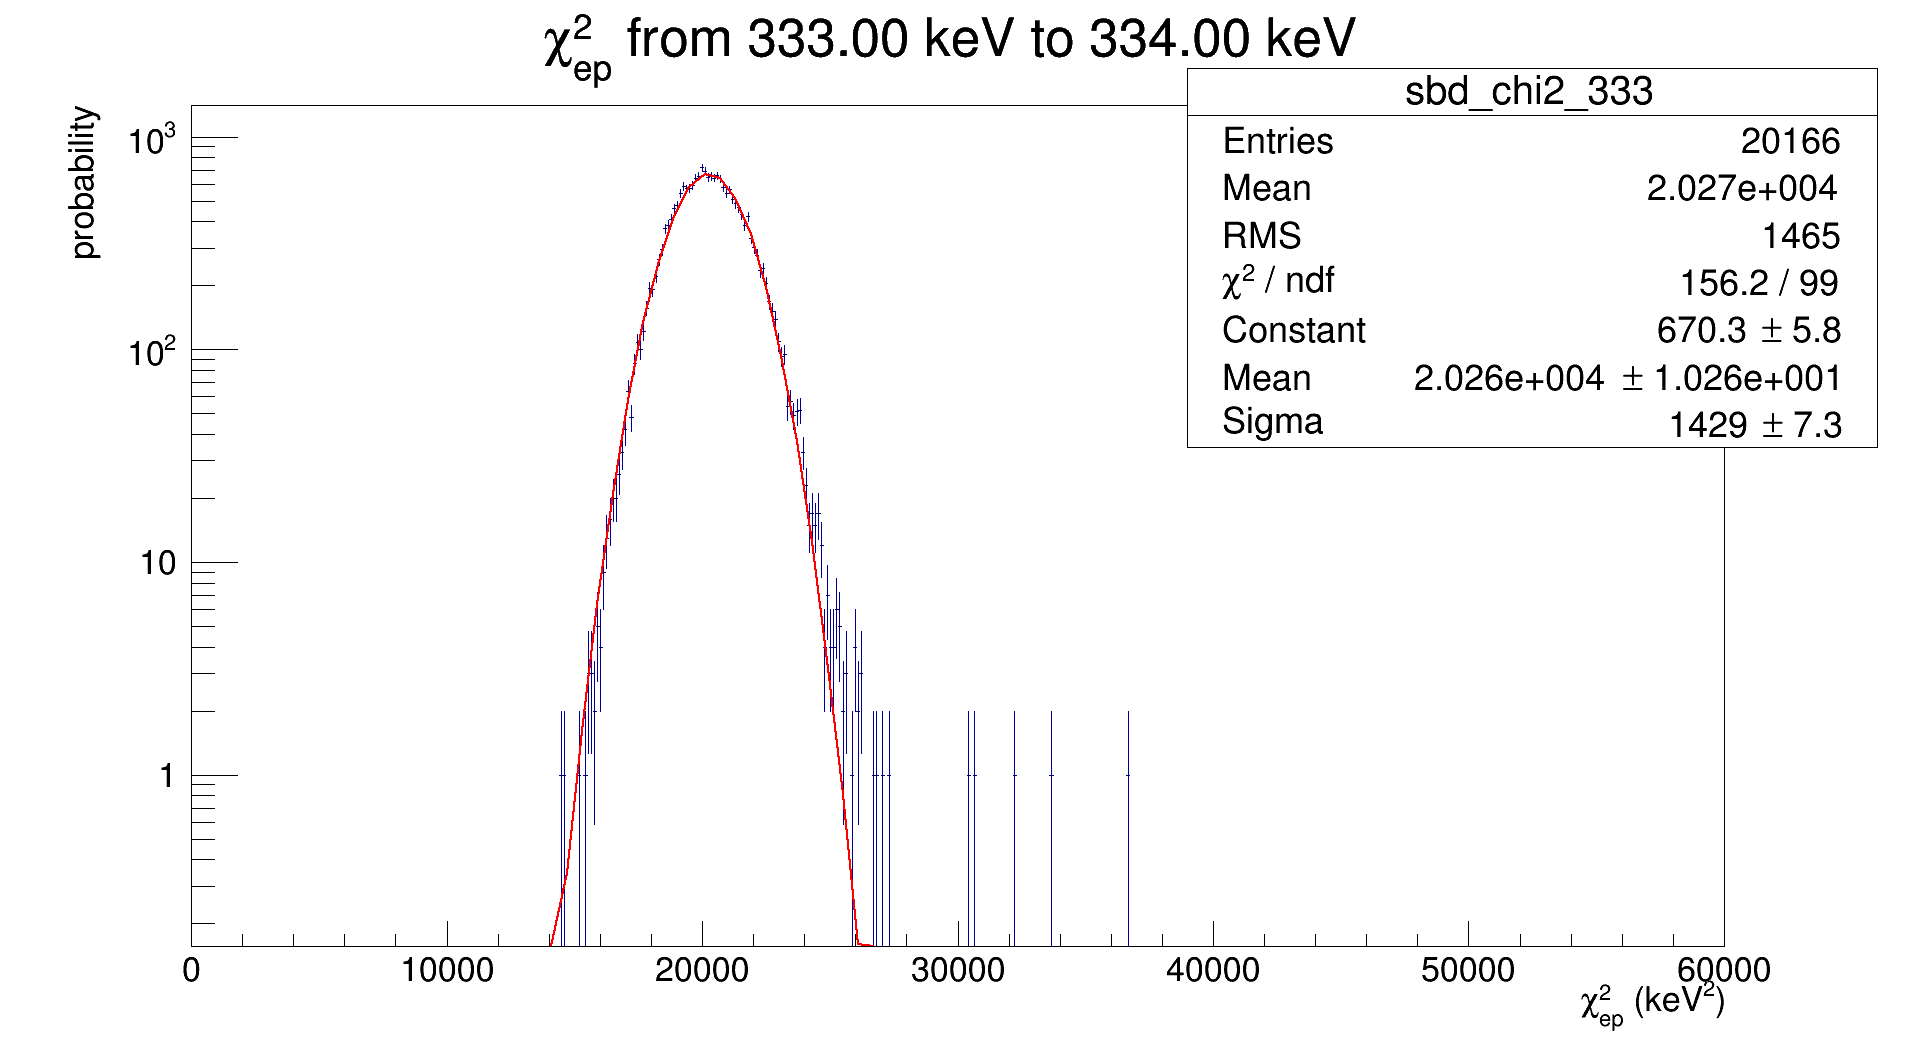 χ²ep from 333.00 keV to 334.00 keV
sbd_chi2_333
Entries 20166
Mean 2.027e+004
RMS 1465
χ² / ndf 156.2 / 99
Constant 670.3 ± 5.8
Mean 2.026e+004 ± 1.026e+001
Sigma 1429 ± 7.3
probability
10³
10²
10
1
0 10000 20000 30000 40000 50000 60000
χ²ep (keV²)